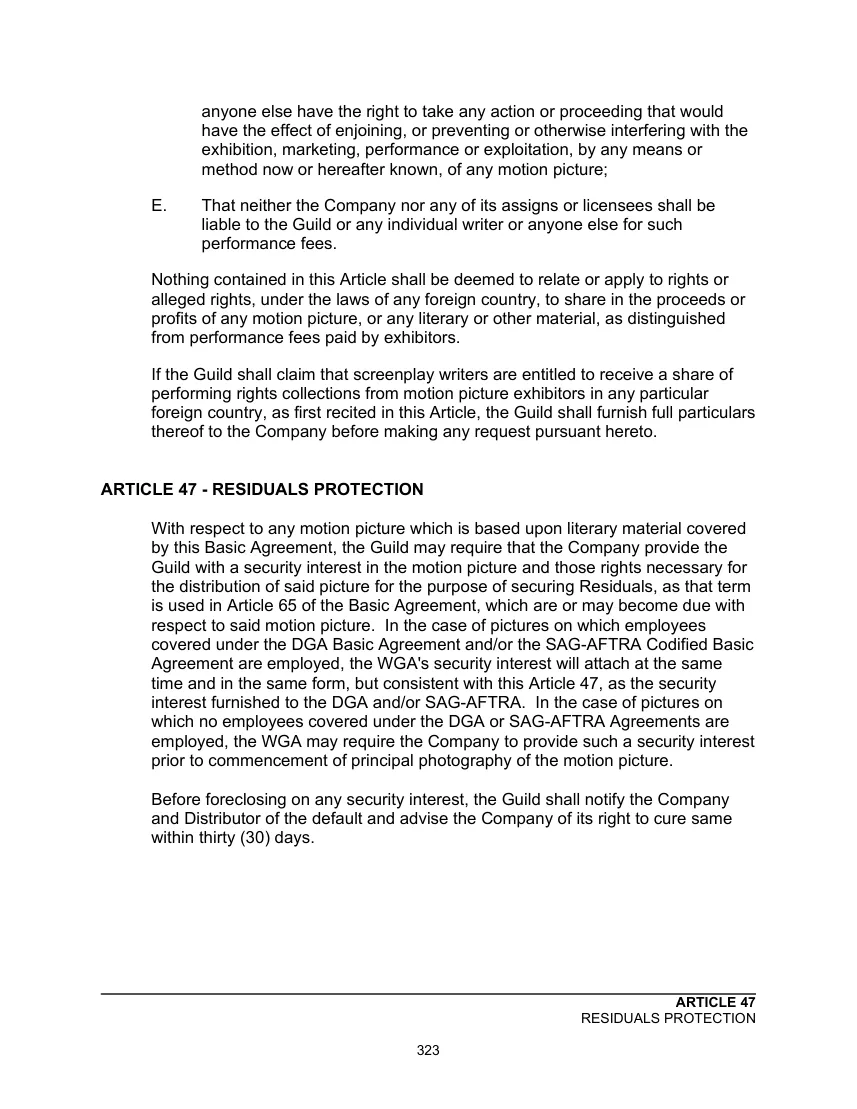 anyone else have the right to take any action or proceeding that would
have the effect of enjoining, or preventing or otherwise interfering with the
exhibition, marketing, performance or exploitation, by any means or
method now or hereafter known, of any motion picture;
E. That neither the Company nor any of its assigns or licensees shall be
liable to the Guild or any individual writer or anyone else for such
performance fees.
Nothing contained in this Article shall be deemed to relate or apply to rights or
alleged rights, under the laws of any foreign country, to share in the proceeds or
profits of any motion picture, or any literary or other material, as distinguished
from performance fees paid by exhibitors.
If the Guild shall claim that screenplay writers are entitled to receive a share of
performing rights collections from motion picture exhibitors in any particular
foreign country, as first recited in this Article, the Guild shall furnish full particulars
thereof to the Company before making any request pursuant hereto.
ARTICLE 47 - RESIDUALS PROTECTION
With respect to any motion picture which is based upon literary material covered
by this Basic Agreement, the Guild may require that the Company provide the
Guild with a security interest in the motion picture and those rights necessary for
the distribution of said picture for the purpose of securing Residuals, as that term
is used in Article 65 of the Basic Agreement, which are or may become due with
respect to said motion picture.  In the case of pictures on which employees
covered under the DGA Basic Agreement and/or the SAG-AFTRA Codified Basic
Agreement are employed, the WGA's security interest will attach at the same
time and in the same form, but consistent with this Article 47, as the security
interest furnished to the DGA and/or SAG-AFTRA.  In the case of pictures on
which no employees covered under the DGA or SAG-AFTRA Agreements are
employed, the WGA may require the Company to provide such a security interest
prior to commencement of principal photography of the motion picture.
Before foreclosing on any security interest, the Guild shall notify the Company
and Distributor of the default and advise the Company of its right to cure same
within thirty (30) days.
ARTICLE 47
RESIDUALS PROTECTION
323